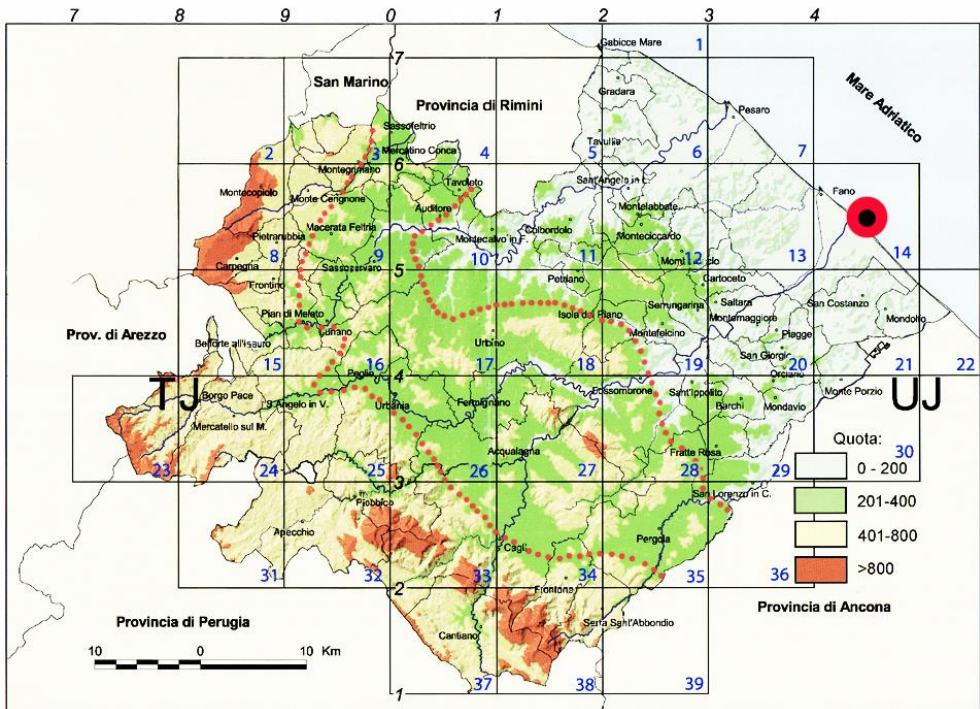 7 8 9 0 1 2 3 4
Gabicce Mare 1
7
San Marino
Gradara
Mare Adriatico
Provincia di Rimini
Pesaro
Sassofeltrio
Tavullia
Mercatino Conca
2 3 4 5 6 7
6
Montegrimano
Sant'Angelo in L.
Montecopiolo
Tavoleto
Fano
Monte Cerignone
Auditore
Montelabbate
Macerata Feltria
Colbordolo
Monteciccardo
Pietrarubbia
Montecalvo in F.
8 9 10 11 12 13 14
Carpegna
Sassocorvaro
5
Petriano
Cartoceto
Frontino
Serrungarina
Saltara
San Costanzo
Pian di Meleto
Isola del Piano
Montemaggiore
Mondolfo
Prov. di Arezzo
Lunano
Montefelcino
Piagge
Belforte all'Isauro
Urbino
San Giorgio
15 16 17 18 19 20 21 22
Peglio
Orciano
4
TJ
UJ
Borgo Pace
S.Angelo in V.
Urbania
Fermignano
Fossombrone
Sant'Ippolito
Monte Porzio
Barchi
Mondavio
Mercatello sul M.
Acqualagna
Fratte Rosa
Quota:
23 24 25 26 27 28 29 30
0 - 200
3
San Lorenzo in C.
Piobbico
201-400
Apecchio
Cagli
Pergola
401-800
31 32 33 34 35 36
>800
2
Frontone
Provincia di Ancona
Provincia di Perugia
Serra Sant'Abbondio
Cantiano
10 0 10 Km
37 38 39
1